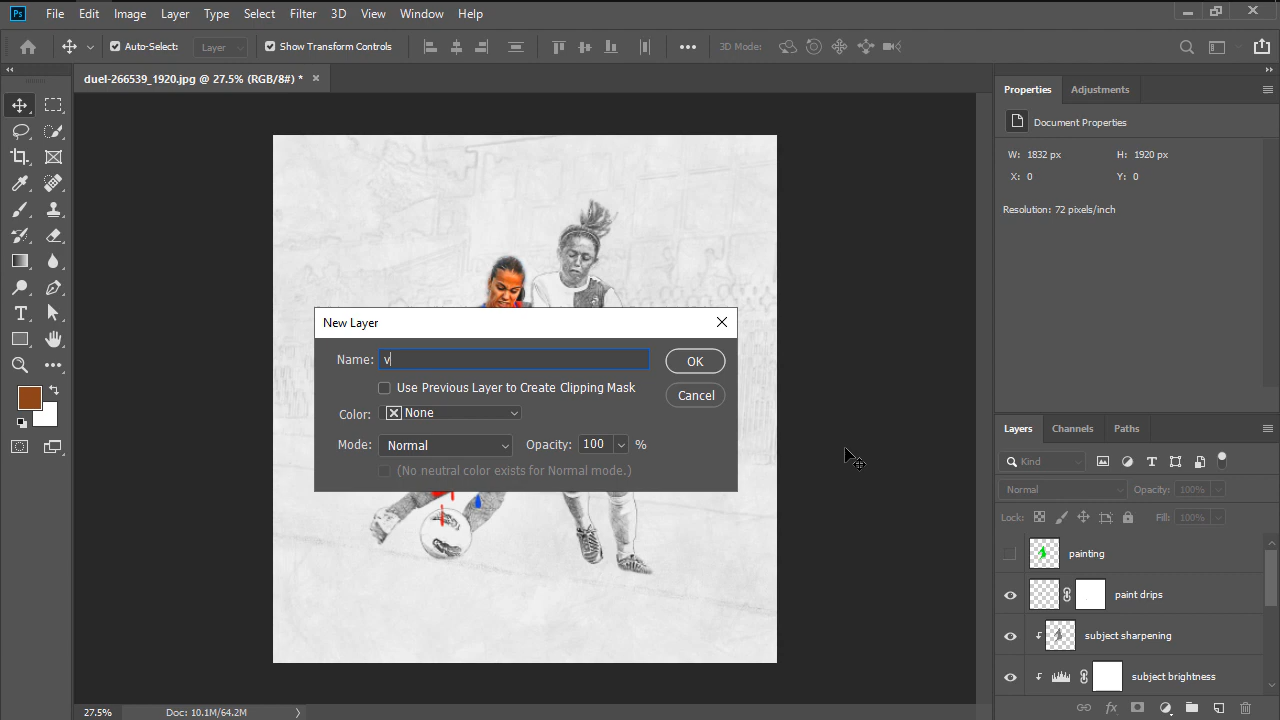 Ps File Edit Image Layer Type Select Filter 3D View Window Help
Auto-Select: Layer Show Transform Controls 3D Mode:
duel-266539_1920.jpg @ 27.5% (RGB/8#) *
Properties Adjustments
Document Properties
W: 1832 px H: 1920 px
X: 0 Y: 0
Resolution: 72 pixels/inch
New Layer
Name: v
OK
Use Previous Layer to Create Clipping Mask
Cancel
Color: None
Mode: Normal Opacity: 100 %
(No neutral color exists for Normal mode.)
Layers Channels Paths
Kind
Normal Opacity: 100%
Lock: Fill: 100%
painting
paint drips
subject sharpening
subject brightness
27.5% Doc: 10.1M/64.2M